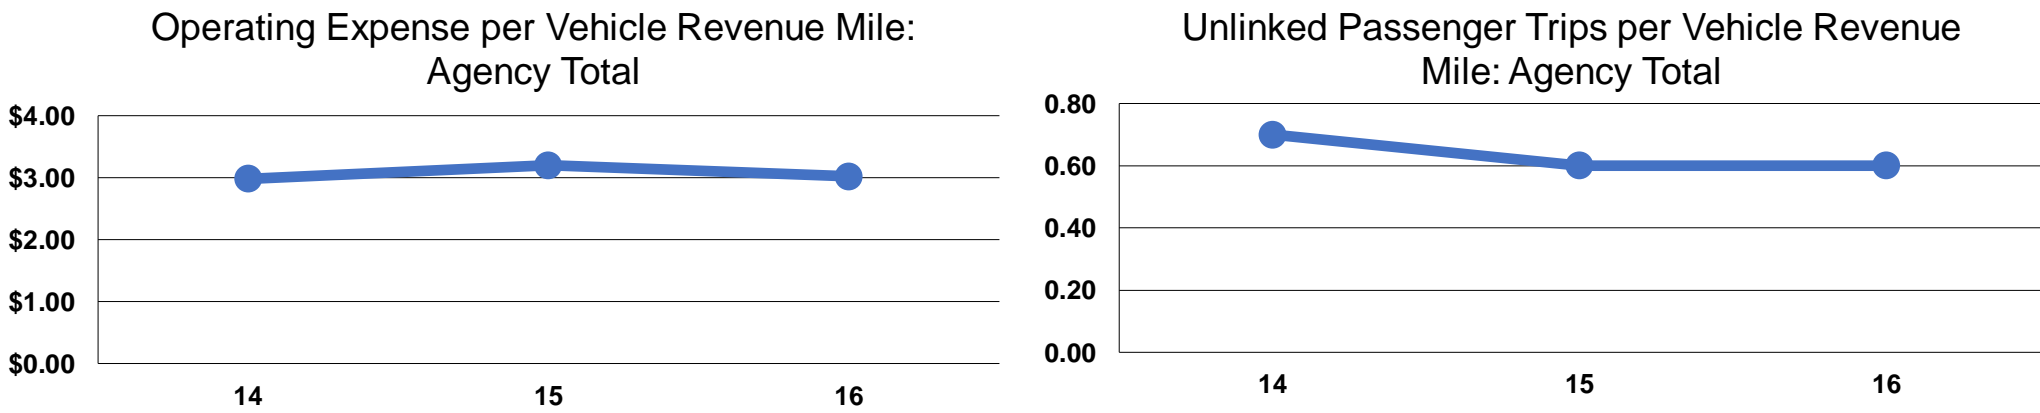 Operating Expense per Vehicle Revenue Mile:
Agency Total
$4.00
$3.00
$2.00
$1.00
$0.00
14 15 16
Unlinked Passenger Trips per Vehicle Revenue
Mile: Agency Total
0.80
0.60
0.40
0.20
0.00
14 15 16